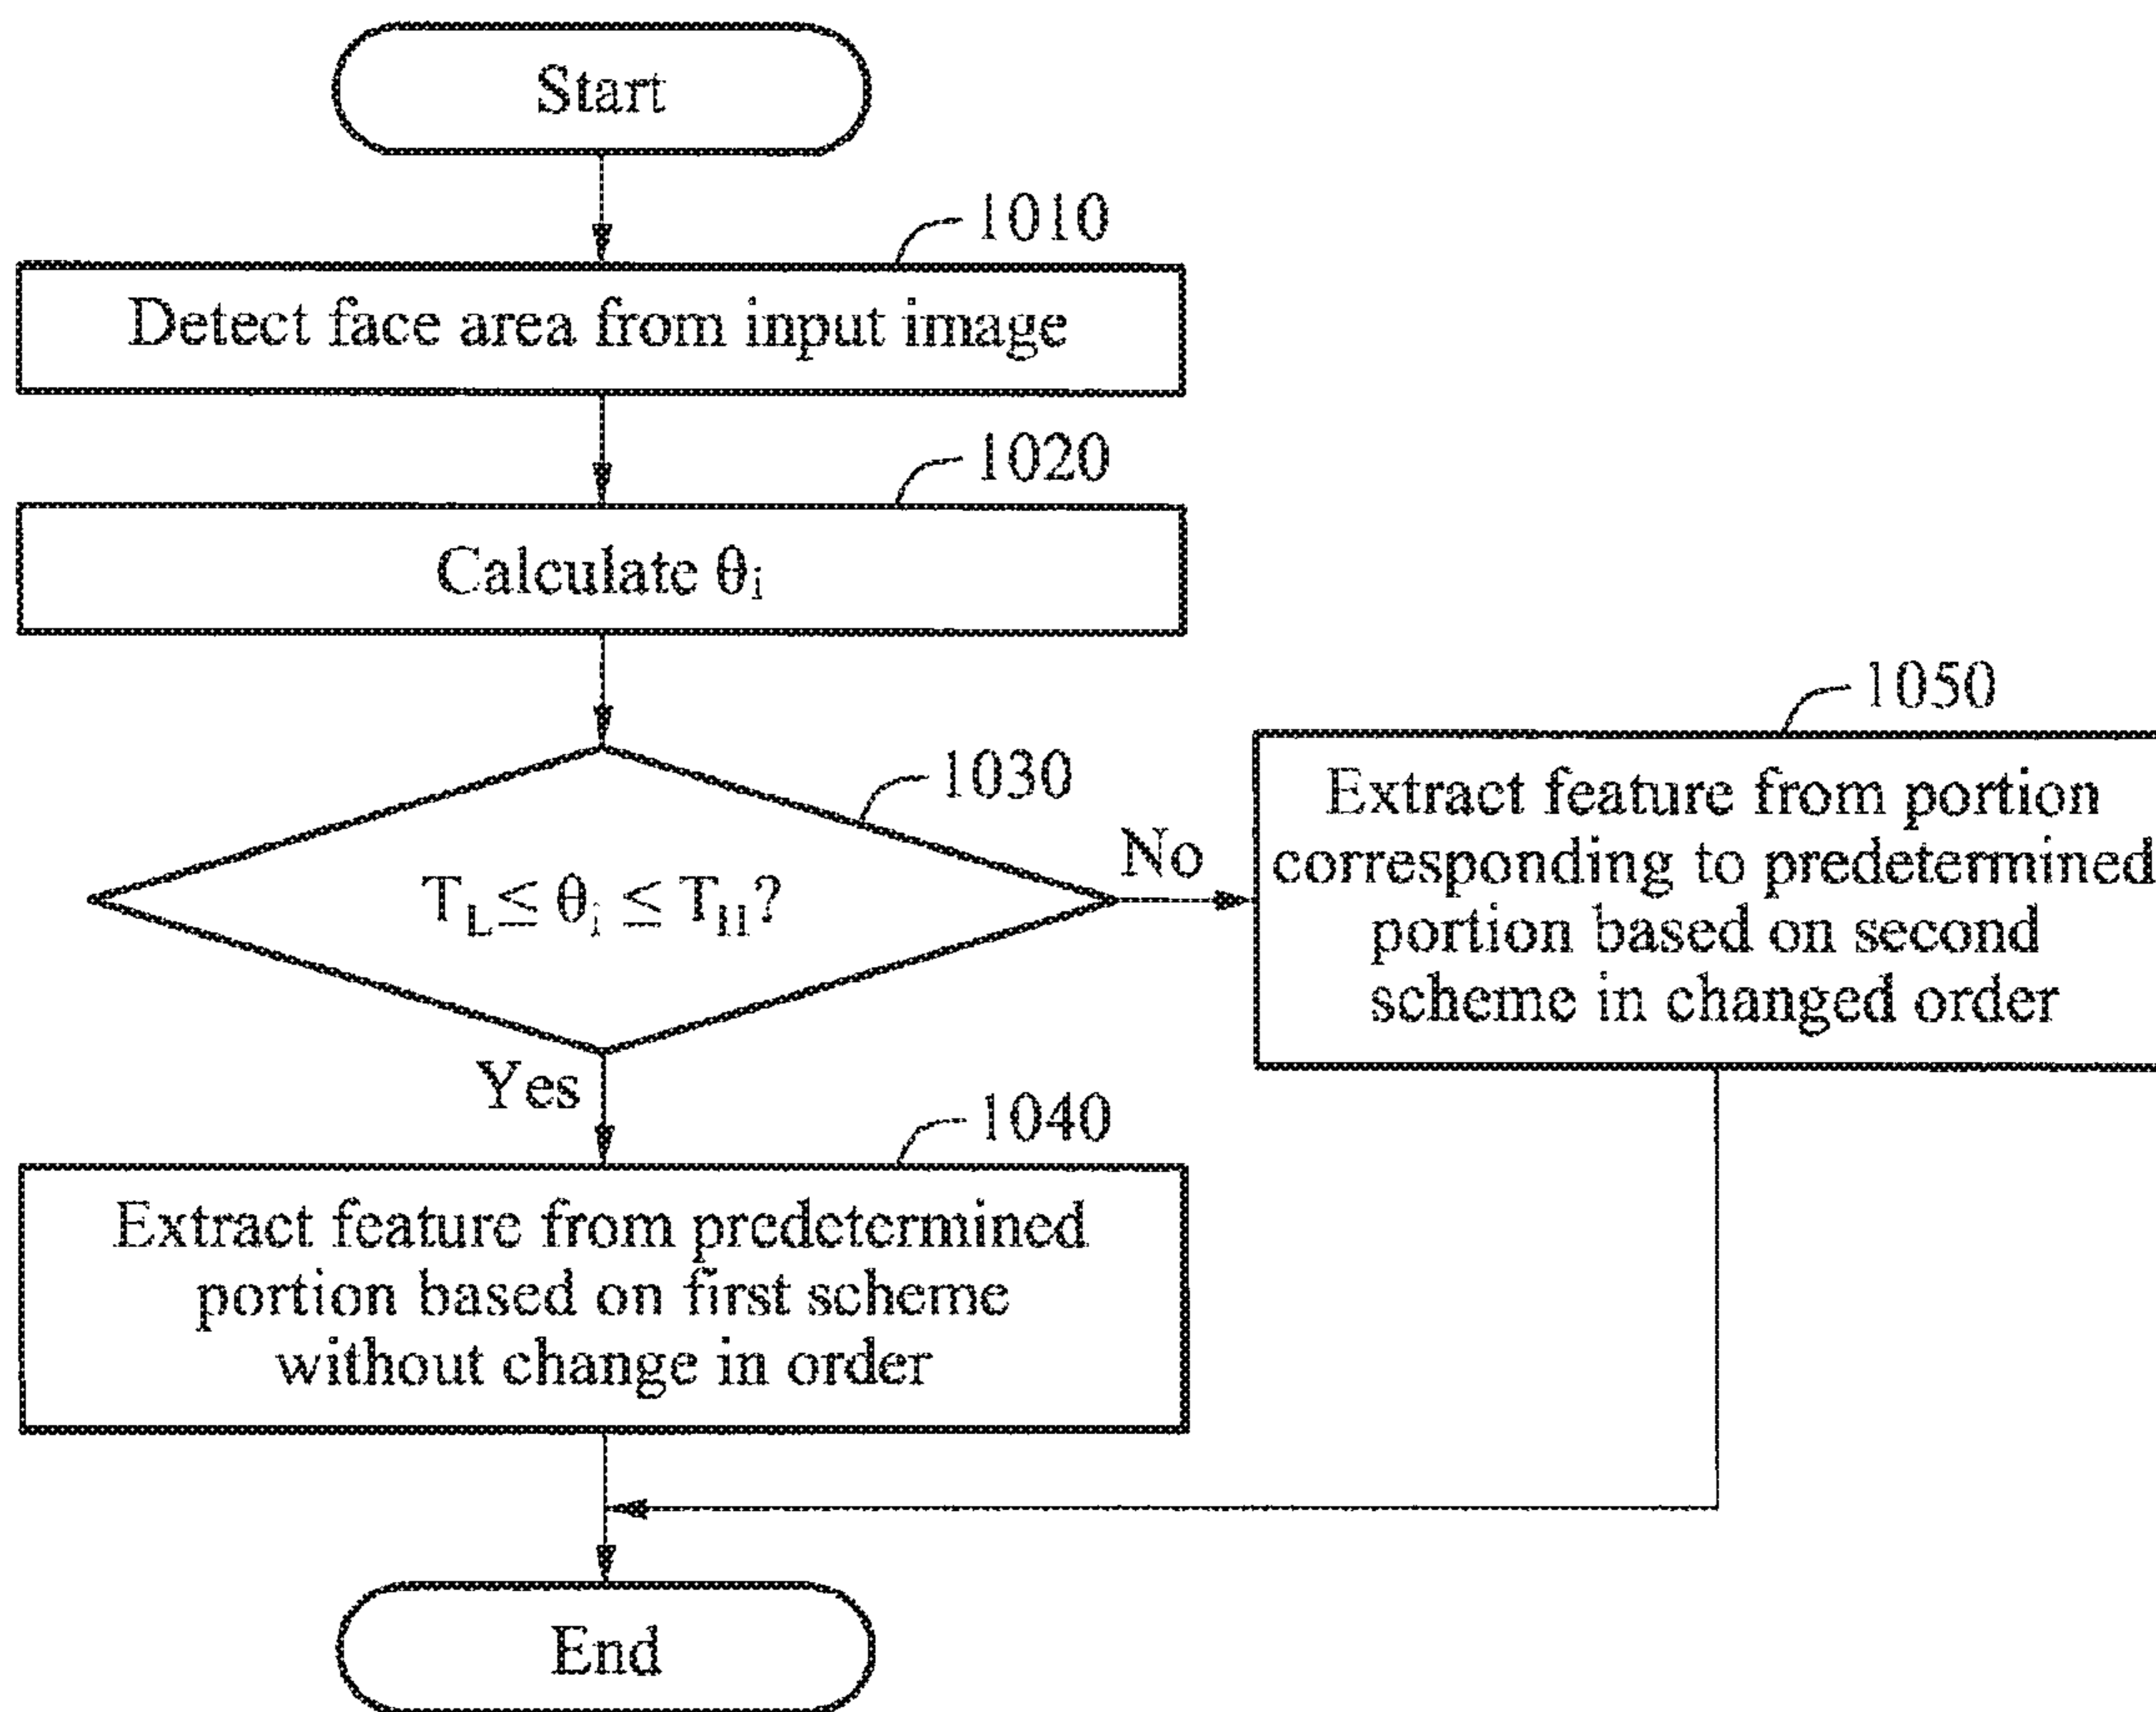 Start
1010
Detect face area from input image
1020
Calculate θi
1030
TL ≤ θi ≤ TH?
No
1050
Extract feature from portion
corresponding to predetermined
portion based on second
scheme in changed order
Yes
1040
Extract feature from predetermined
portion based on first scheme
without change in order
End